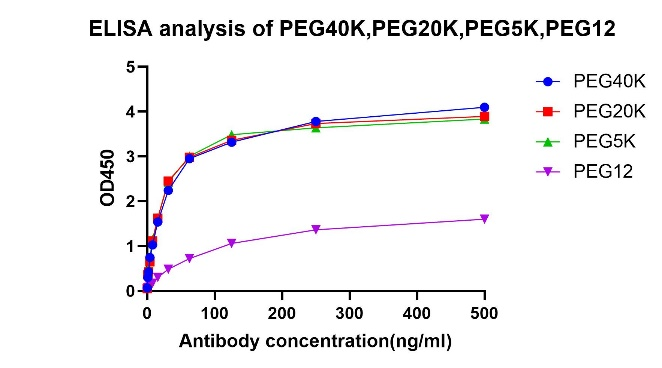 ELISA analysis of PEG40K,PEG20K,PEG5K,PEG12
5
4
3
2
1
0
OD450
0 100 200 300 400 500
Antibody concentration(ng/ml)
PEG40K
PEG20K
PEG5K
PEG12